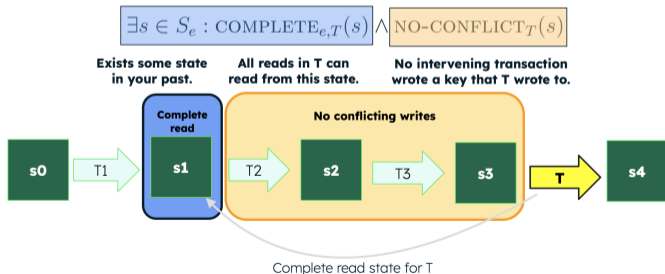 ∃s ∈ Sₑ : COMPLETEₑ,T(s) ∧ NO-CONFLICT_T(s)
Exists some state
in your past.
All reads in T can
read from this state.
No intervening transaction
wrote a key that T wrote to.
Complete
read
No conflicting writes
s0
T1
s1
T2
s2
T3
s3
T
s4
Complete read state for T